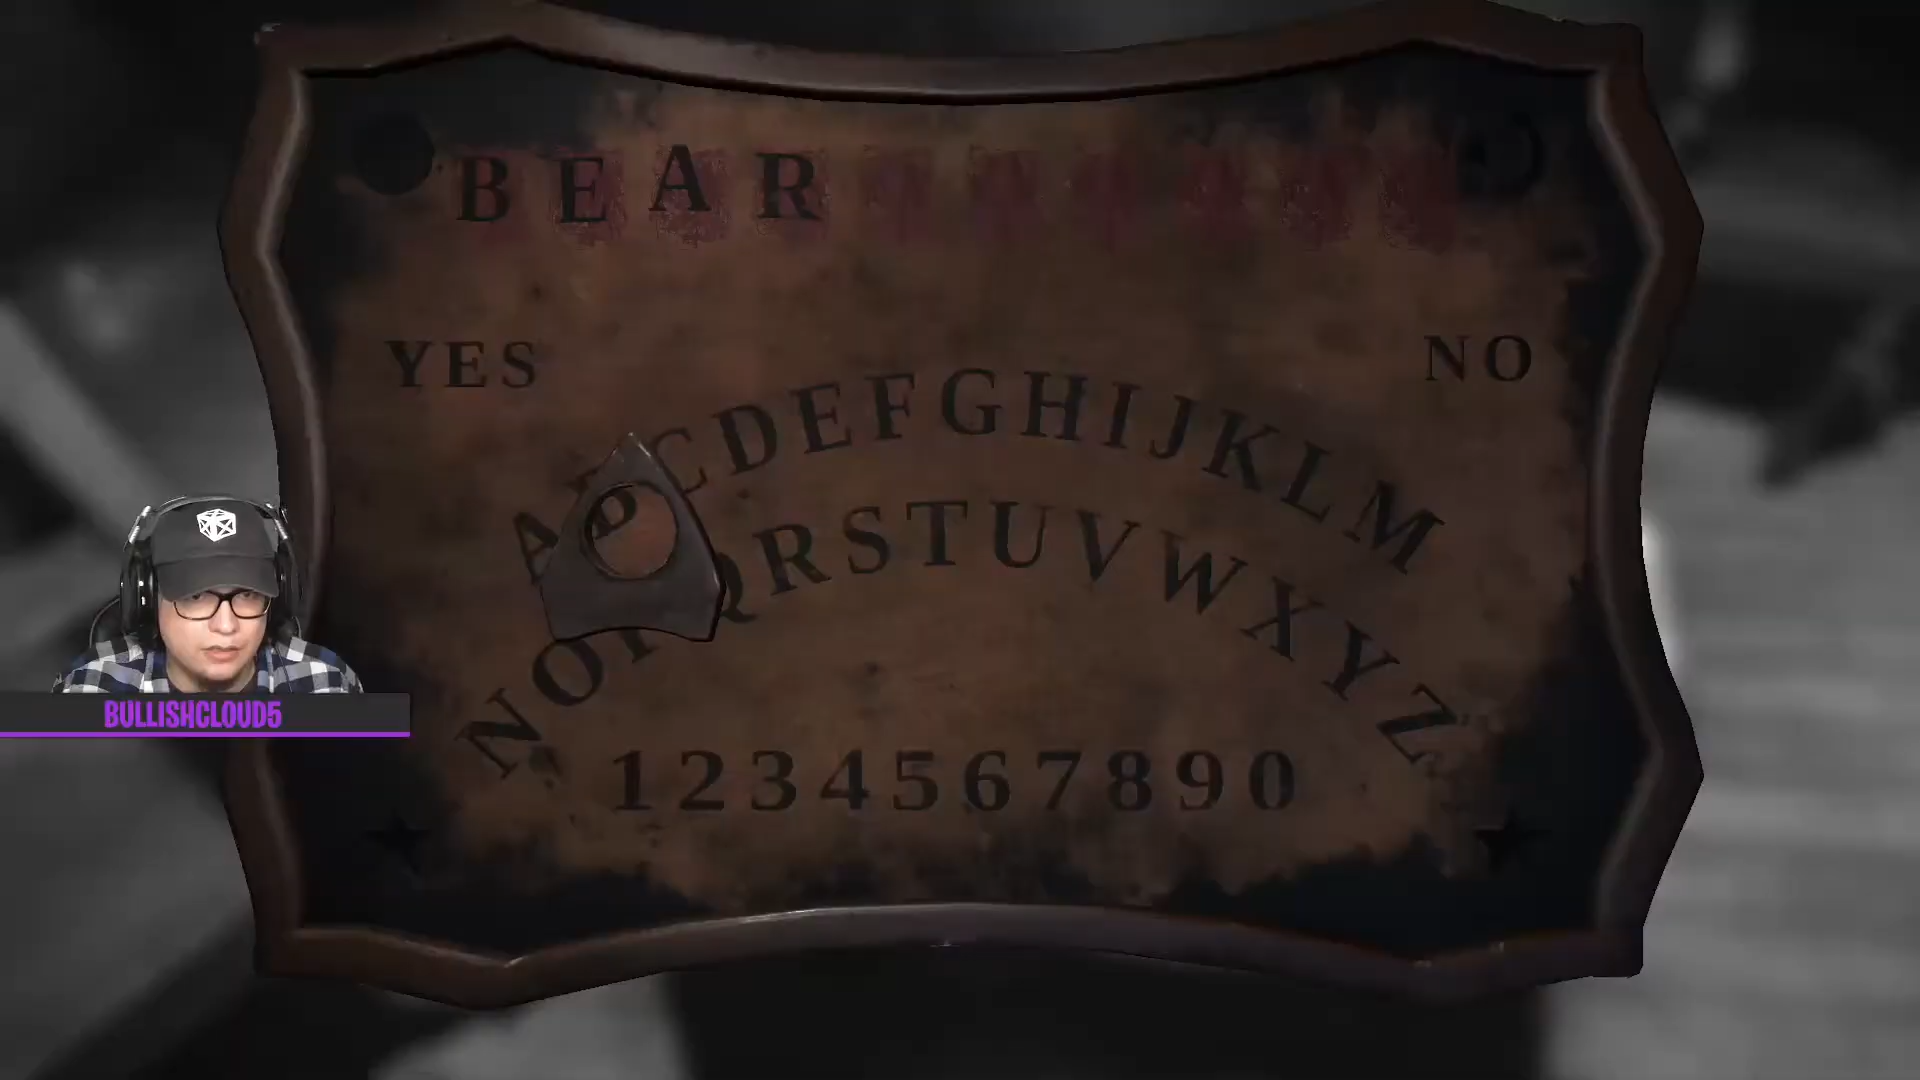 BEAR
YES NO
ABCDEFGHIJKLM
NOPQRSTUVWXYZ
1234567890
BULLISHCLOUD5